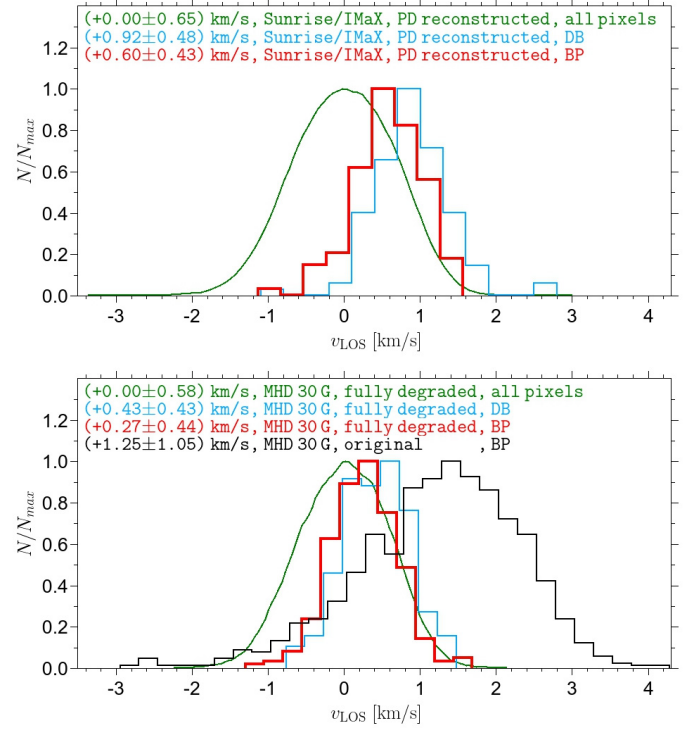 (+0.00±0.65) km/s, Sunrise/IMaX, PD reconstructed, all pixels
(+0.92±0.48) km/s, Sunrise/IMaX, PD reconstructed, DB
(+0.60±0.43) km/s, Sunrise/IMaX, PD reconstructed, BP
1.2
1.0
0.8
0.6
0.4
0.2
0.0
N/Nmax
-3 -2 -1 0 1 2 3 4
vLOS [km/s]
(+0.00±0.58) km/s, MHD 30 G, fully degraded, all pixels
(+0.43±0.43) km/s, MHD 30 G, fully degraded, DB
(+0.27±0.44) km/s, MHD 30 G, fully degraded, BP
(+1.25±1.05) km/s, MHD 30 G, original , BP
1.2
1.0
0.8
0.6
0.4
0.2
0.0
N/Nmax
-3 -2 -1 0 1 2 3 4
vLOS [km/s]